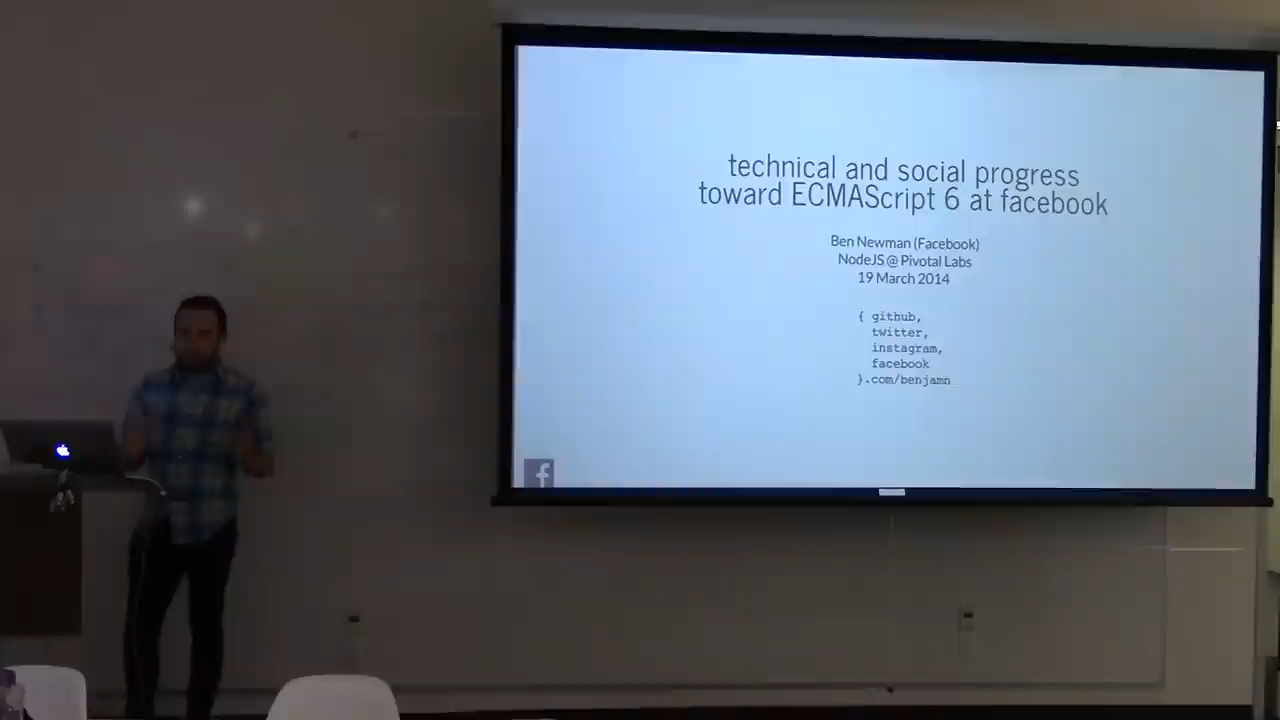 technical and social progress
toward ECMAScript 6 at facebook
Ben Newman (Facebook)
NodeJS @ Pivotal Labs
19 March 2014
{ github,
twitter,
instagram,
facebook
}.com/benjamn
f